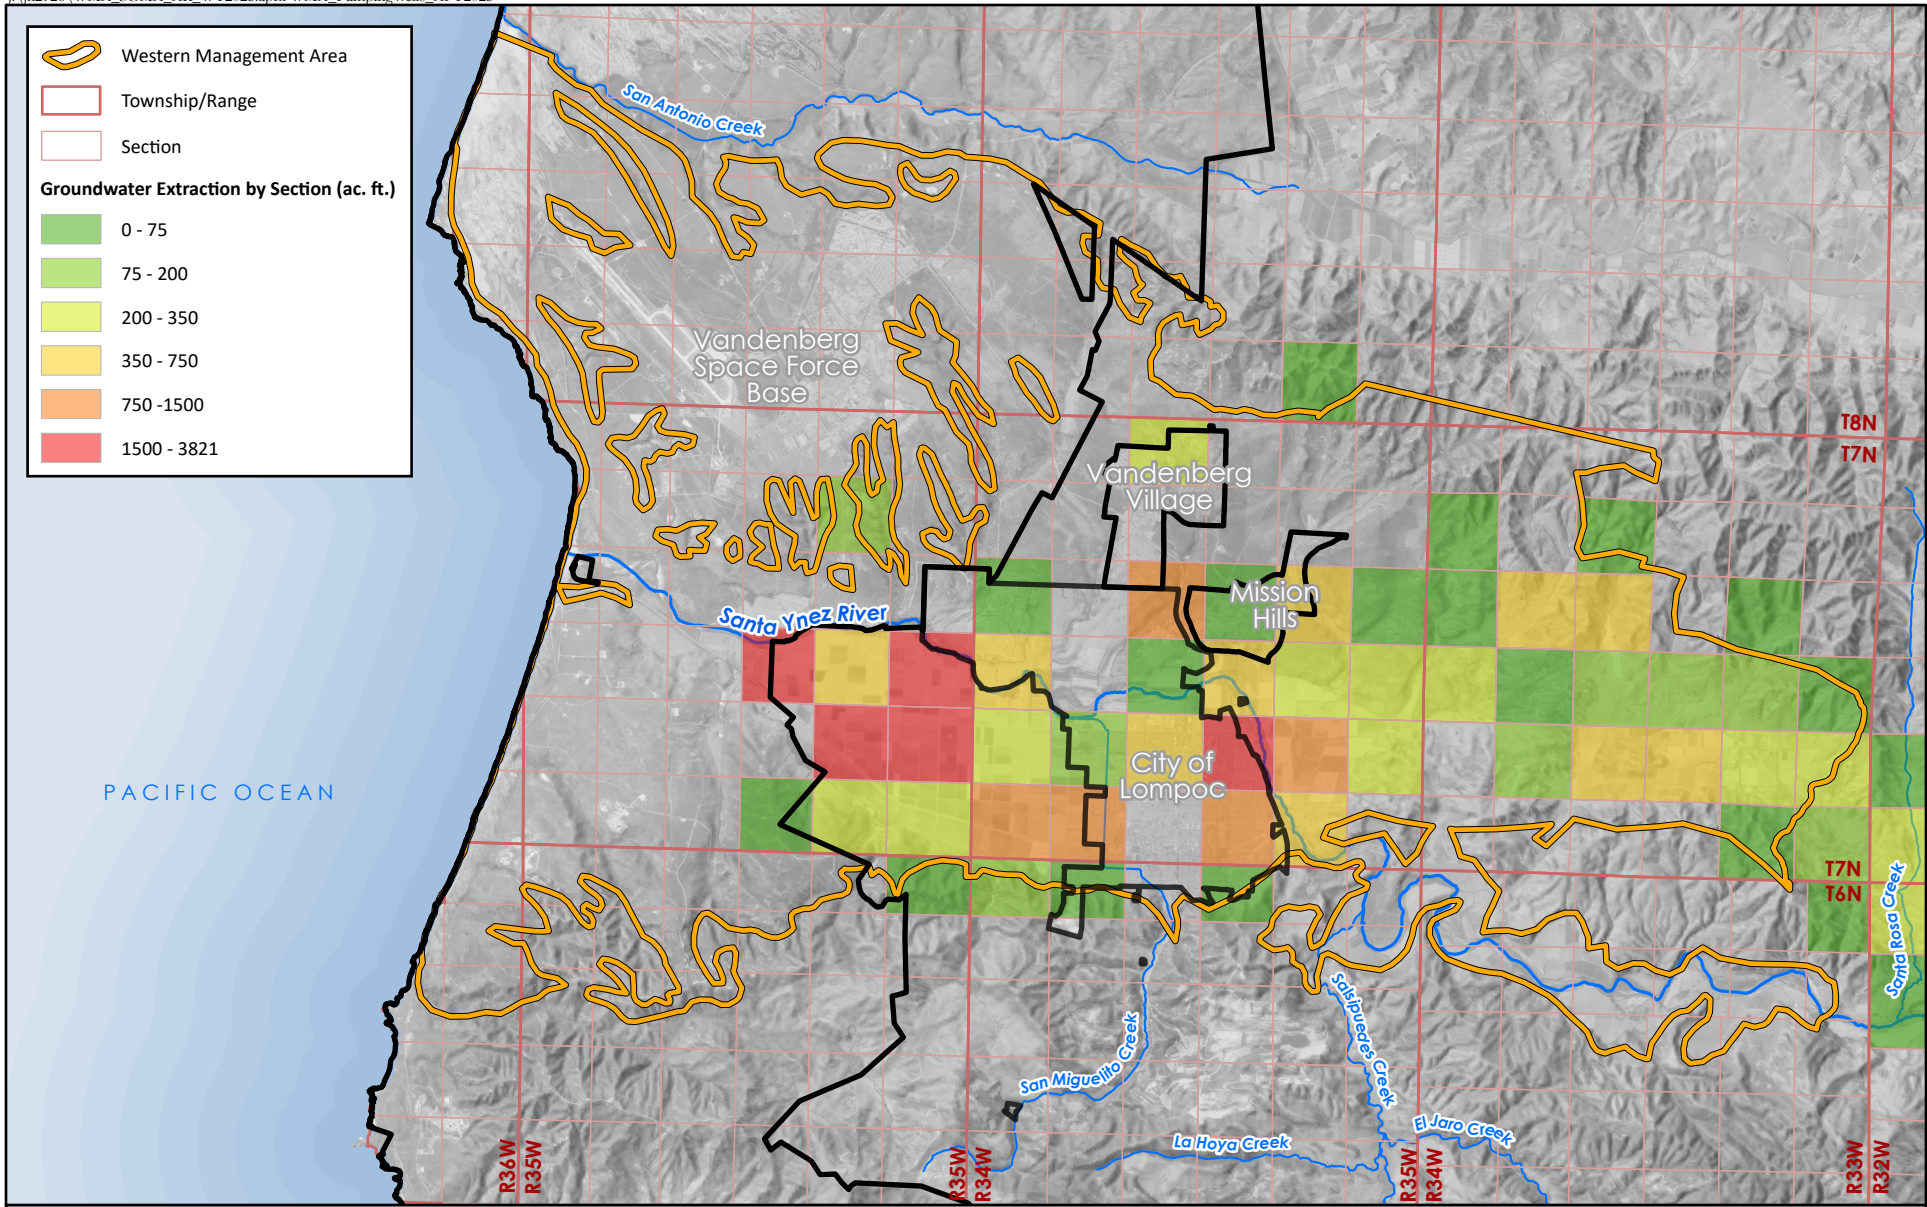 Western Management Area
Township/Range
Section
Groundwater Extraction by Section (ac. ft.)
0 - 75
75 - 200
200 - 350
350 - 750
750 -1500
1500 - 3821
San Antonio Creek
Vandenberg
Space Force
Base
T8N
T7N
Vandenberg
Village
Mission
Hills
Santa Ynez River
City of
Lompoc
PACIFIC OCEAN
T7N
T6N
Santa Rosa Creek
Salsipuedes Creek
San Miguelito Creek
El Jaro Creek
La Hoya Creek
R36W
R35W
R35W
R34W
R35W
R34W
R33W
R32W